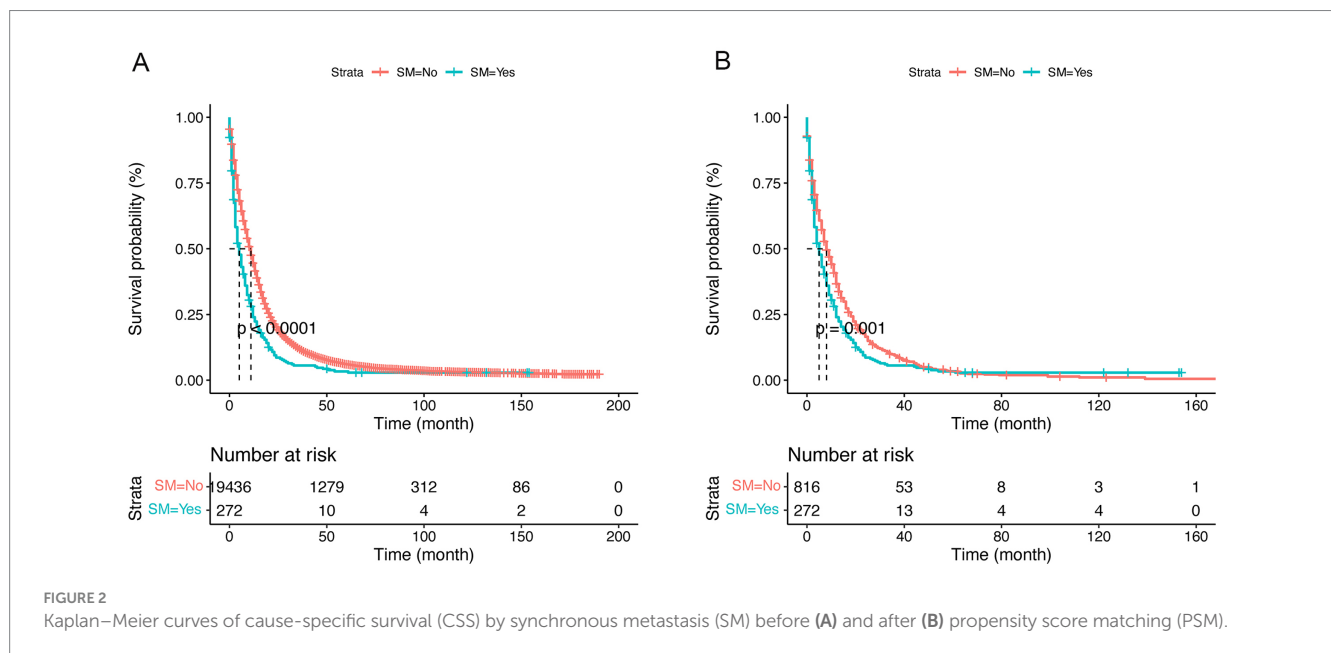 A
Strata SM=No SM=Yes
1.00
0.75
0.50
0.25
0.00
Survival probability (%)
p < 0.0001
0 50 100 150 200
Time (month)
Number at risk
Strata
SM=No 19436 1279 312 86 0
SM=Yes 272 10 4 2 0
0 50 100 150 200
Time (month)
B
Strata SM=No SM=Yes
1.00
0.75
0.50
0.25
0.00
Survival probability (%)
p = 0.001
0 40 80 120 160
Time (month)
Number at risk
Strata
SM=No 816 53 8 3 1
SM=Yes 272 13 4 4 0
0 40 80 120 160
Time (month)
FIGURE 2
Kaplan–Meier curves of cause-specific survival (CSS) by synchronous metastasis (SM) before (A) and after (B) propensity score matching (PSM).